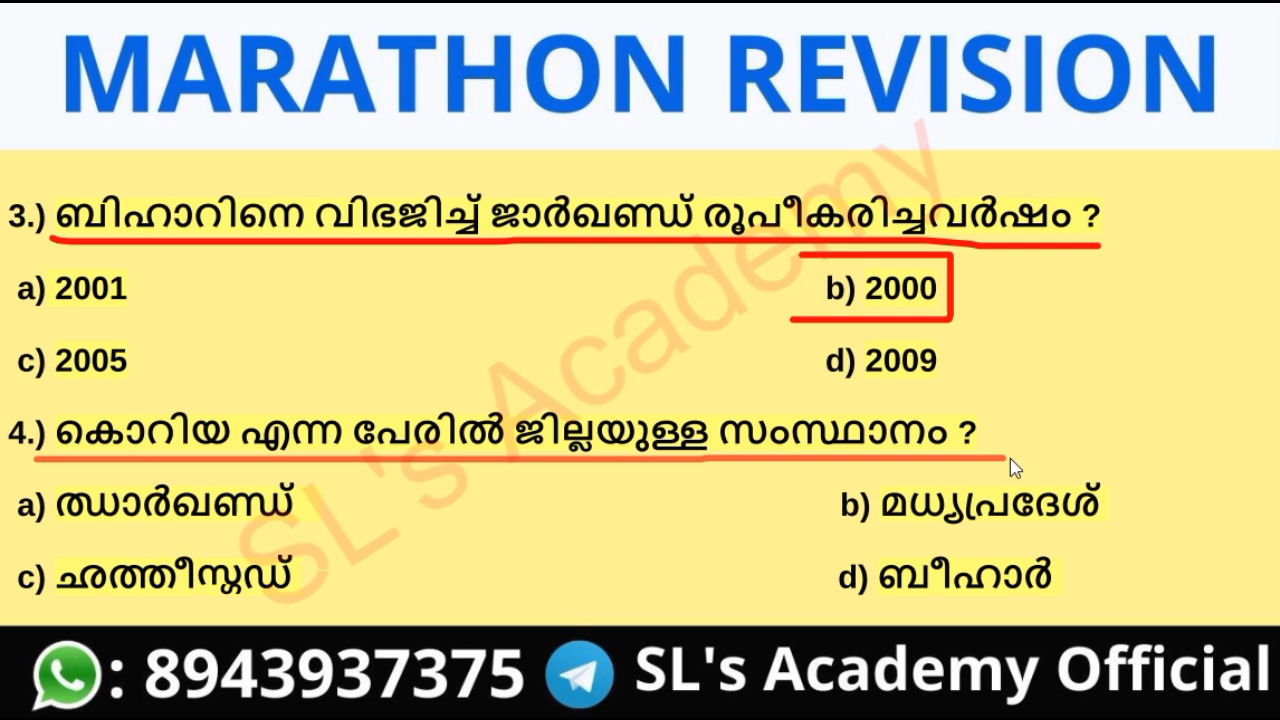 MARATHON REVISION
3.) ബിഹാറിനെ വിഭജിച്ച് ജാർഖണ്ഡ് രൂപീകരിച്ചവർഷം ?
a) 2001 b) 2000
c) 2005 d) 2009
4.) കൊറിയ എന്ന പേരിൽ ജില്ലയുള്ള സംസ്ഥാനം ?
a) ഝാർഖണ്ഡ് b) മധ്യപ്രദേശ്
c) ഛത്തീസ്ഗഡ് d) ബീഹാർ
SL's Academy
: 8943937375 SL's Academy Official